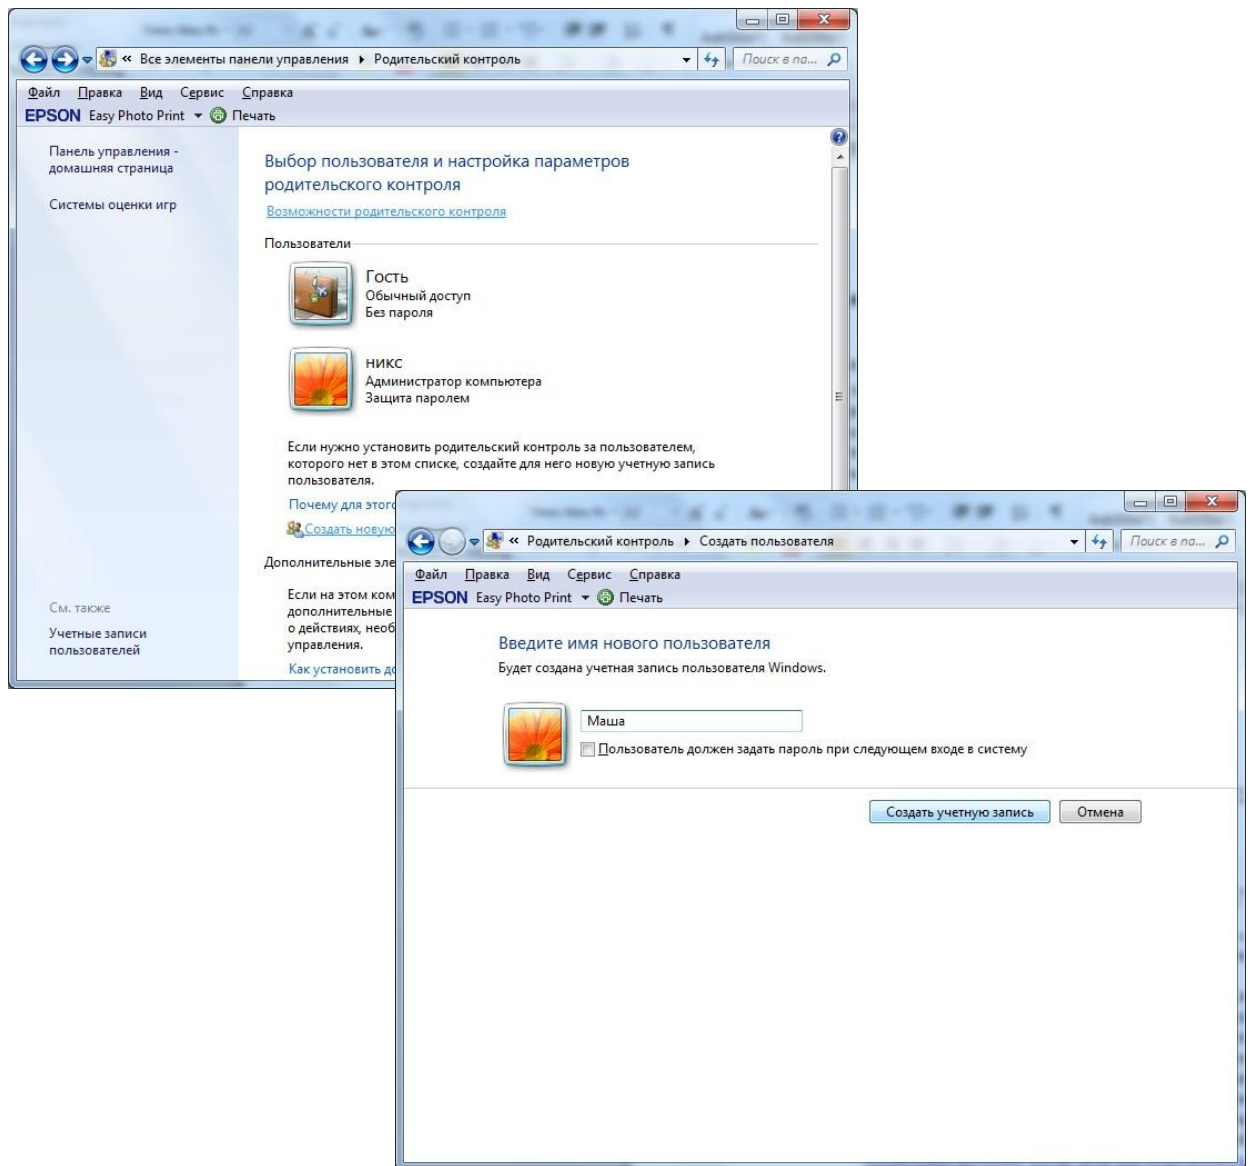 « Все элементы панели управления ▸ Родительский контроль
Поиск в па...
Файл Правка Вид Сервис Справка
EPSON Easy Photo Print Печать
Панель управления -
домашняя страница
Системы оценки игр
Выбор пользователя и настройка параметров
родительского контроля
Возможности родительского контроля
Пользователи
Гость
Обычный доступ
Без пароля
никс
Администратор компьютера
Защита паролем
Если нужно установить родительский контроль за пользователем,
которого нет в этом списке, создайте для него новую учетную запись
пользователя.
Почему для этого
Создать новую
Дополнительные эле
Если на этом ком
дополнительные
о действиях, необ
управления.
Как установить до
См. также
Учетные записи
пользователей
« Родительский контроль ▸ Создать пользователя
Поиск в па...
Файл Правка Вид Сервис Справка
EPSON Easy Photo Print Печать
Введите имя нового пользователя
Будет создана учетная запись пользователя Windows.
Маша
Пользователь должен задать пароль при следующем входе в систему
Создать учетную запись Отмена